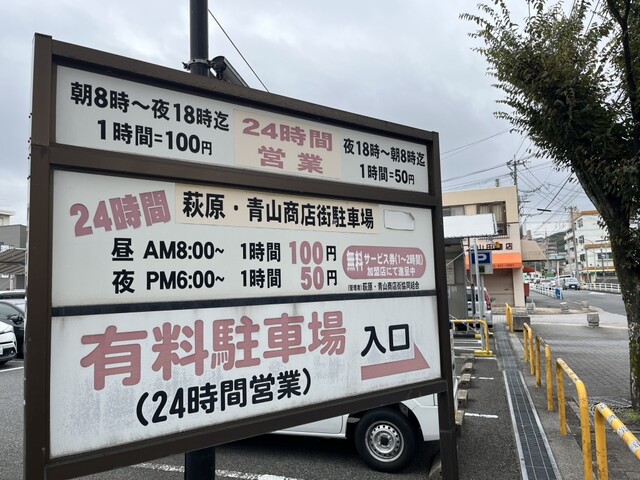 朝8時～夜18時迄
1時間=100円
24時間
営業
夜18時～朝8時迄
1時間=50円
24時間
萩原・青山商店街駐車場
昼 AM8:00~ 1時間 100円
夜 PM6:00~ 1時間 50円
無料 サービス券(1~2時間)
加盟店にて進呈中
(管理者)萩原・青山商店街協同組合
有料駐車場
(24時間営業)
入口
P